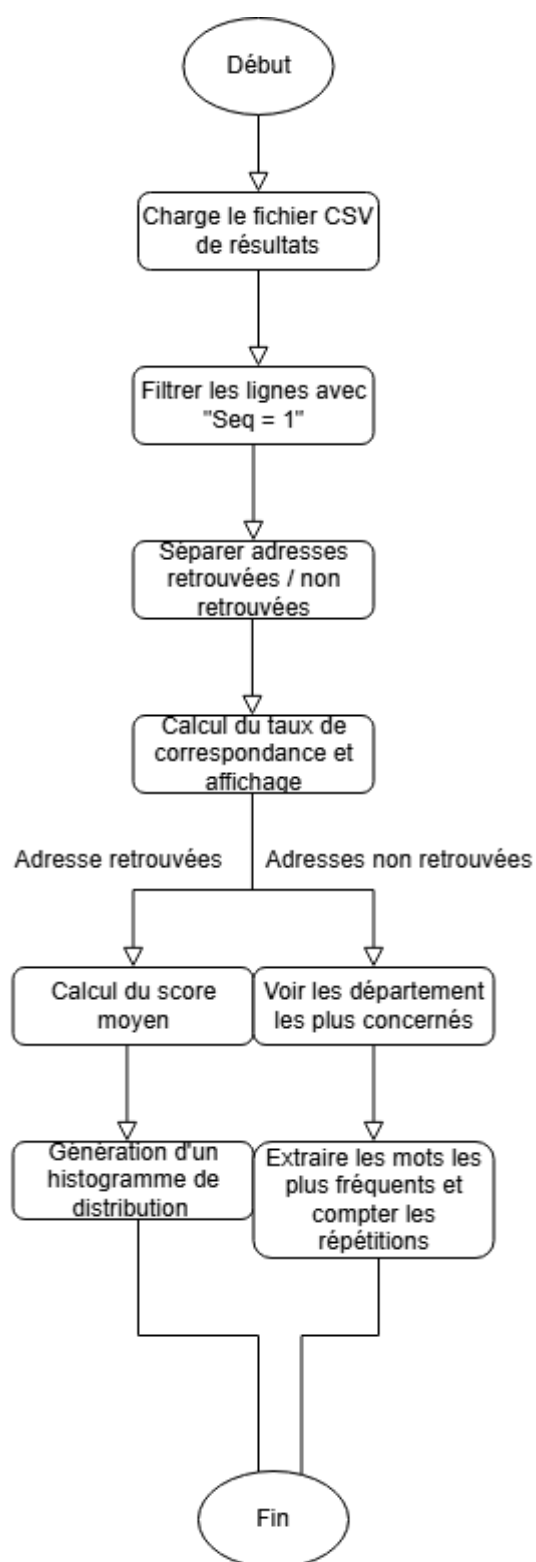 Début
Charge le fichier CSV
de résultats
Filtrer les lignes avec
"Seq = 1"
Séparer adresses
retrouvées / non
retrouvées
Calcul du taux de
correspondance et
affichage
Adresse retrouvées
Adresses non retrouvées
Calcul du score
moyen
Voir les département
les plus concernés
Génération d'un
histogramme de
distribution
Extraire les mots les
plus fréquents et
compter les
répétitions
Fin